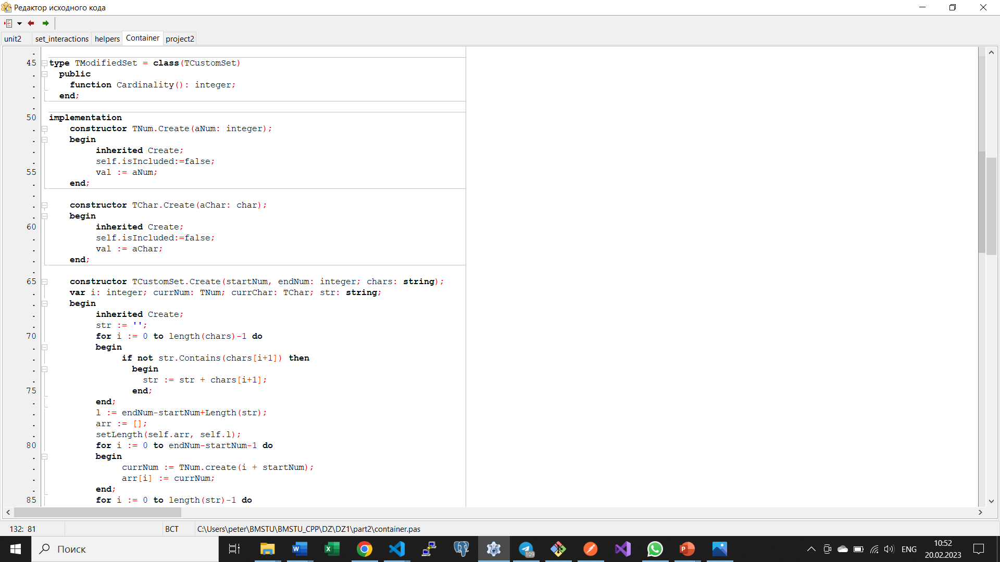 Редактор исходного кода
unit2 set_interactions helpers Container project2
.
45 type TModifiedSet = class(TCustomSet)
. public
. function Cardinality(): integer;
. end;
.
50 implementation
. constructor TNum.Create(aNum: integer);
. begin
. inherited Create;
. self.isIncluded:=false;
55 val := aNum;
. end;
.
. constructor TChar.Create(aChar: char);
. begin
60 inherited Create;
. self.isIncluded:=false;
. val := aChar;
. end;
.
65 constructor TCustomSet.Create(startNum, endNum: integer; chars: string);
. var i: integer; currNum: TNum; currChar: TChar; str: string;
. begin
. inherited Create;
. str := '';
70 for i := 0 to length(chars)-1 do
. begin
. if not str.Contains(chars[i+1]) then
. begin
. str := str + chars[i+1];
75 end;
. end;
. l := endNum-startNum+Length(str);
. arr := [];
. setLength(self.arr, self.l);
80 for i := 0 to endNum-startNum-1 do
. begin
. currNum := TNum.create(i + startNum);
. arr[i] := currNum;
. end;
85 for i := 0 to length(str)-1 do
132: 81 ВСТ C:\Users\peter\BMSTU\BMSTU_CPP\DZ\DZ1\part2\container.pas
Поиск 109 ENG 10:52
20.02.2023